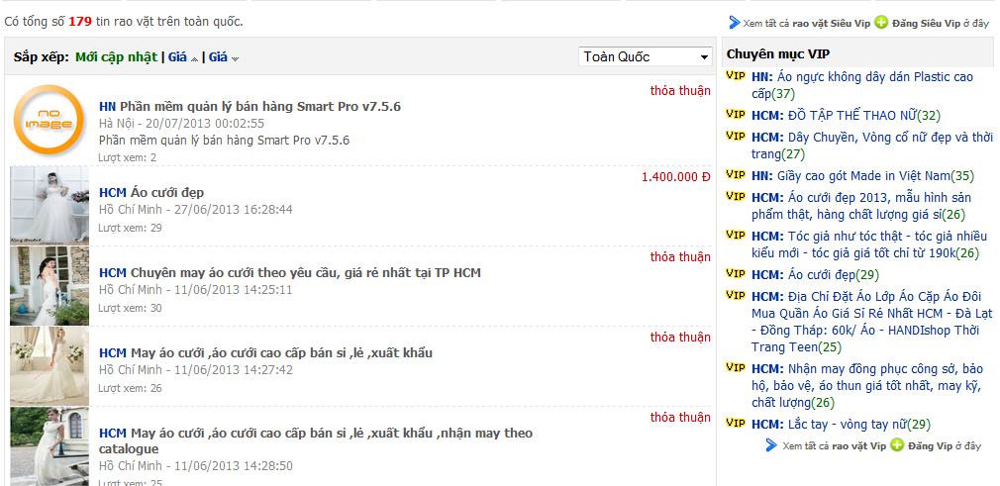 Có tổng số 179 tin rao vặt trên toàn quốc.
Xem tất cả rao vặt Siêu Vip Đăng Siêu Vip ở đây
Sắp xếp: Mới cập nhật | Giá | Giá
Toàn Quốc
NO IMAGE
thỏa thuận
HN Phần mềm quản lý bán hàng Smart Pro v7.5.6
Hà Nội - 20/07/2013 00:02:55
Phần mềm quản lý bán hàng Smart Pro v7.5.6
Lượt xem: 2
1.400.000 Đ
HCM Áo cưới đẹp
Hồ Chí Minh - 27/06/2013 16:28:44
Lượt xem: 29
thỏa thuận
HCM Chuyên may áo cưới theo yêu cầu, giá rẻ nhất tại TP HCM
Hồ Chí Minh - 11/06/2013 14:25:11
Lượt xem: 30
thỏa thuận
HCM May áo cưới ,áo cưới cao cấp bán si ,lẻ ,xuất khẩu
Hồ Chí Minh - 11/06/2013 14:27:42
Lượt xem: 26
thỏa thuận
HCM May áo cưới ,áo cưới cao cấp bán si ,lẻ ,xuất khẩu ,nhận may theo
catalogue
Hồ Chí Minh - 11/06/2013 14:28:50
Lượt xem: 25
Chuyên mục VIP
VIP HN: Áo ngực không dây dán Plastic cao
cấp(37)
VIP HCM: ĐỒ TẬP THỂ THAO NỮ(32)
VIP HCM: Dây Chuyền, Vòng cổ nữ đẹp và thời
trang(27)
VIP HN: Giầy cao gót Made in Việt Nam(35)
VIP HCM: Áo cưới đẹp 2013, mẫu hình sản
phẩm thật, hàng chất lượng giá sỉ(26)
VIP HCM: Tóc giả như tóc thật - tóc giả nhiều
kiểu mới - tóc giả giá tốt chỉ từ 190k(26)
VIP HCM: Áo cưới đẹp(29)
VIP HCM: Địa Chỉ Đặt Áo Lớp Áo Cặp Áo Đôi
Mua Quần Áo Giá Sỉ Rẻ Nhất HCM - Đà Lạt
- Đồng Tháp: 60k/ Áo - HANDIshop Thời
Trang Teen(25)
VIP HCM: Nhận may đồng phục công sở, bảo
hộ, bảo vệ, áo thun giá tốt nhất, may kỹ,
chất lượng(26)
VIP HCM: Lắc tay - vòng tay nữ(29)
Xem tất cả rao vặt Vip Đăng Vip ở đây